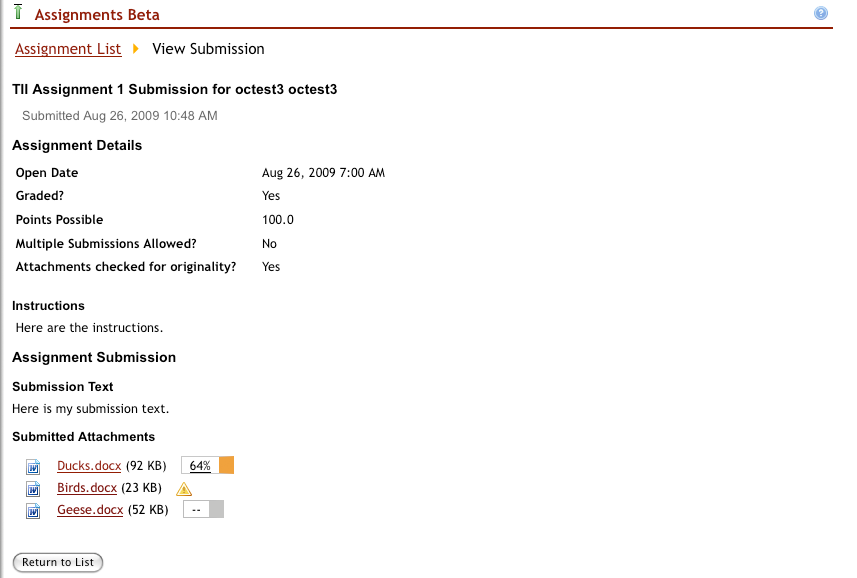 Assignments Beta
Assignment List View Submission
TII Assignment 1 Submission for octest3 octest3
Submitted Aug 26, 2009 10:48 AM
Assignment Details
Open Date Aug 26, 2009 7:00 AM
Graded? Yes
Points Possible 100.0
Multiple Submissions Allowed? No
Attachments checked for originality? Yes
Instructions
Here are the instructions.
Assignment Submission
Submission Text
Here is my submission text.
Submitted Attachments
Ducks.docx (92 KB) 64%
Birds.docx (23 KB)
Geese.docx (52 KB) --
Return to List